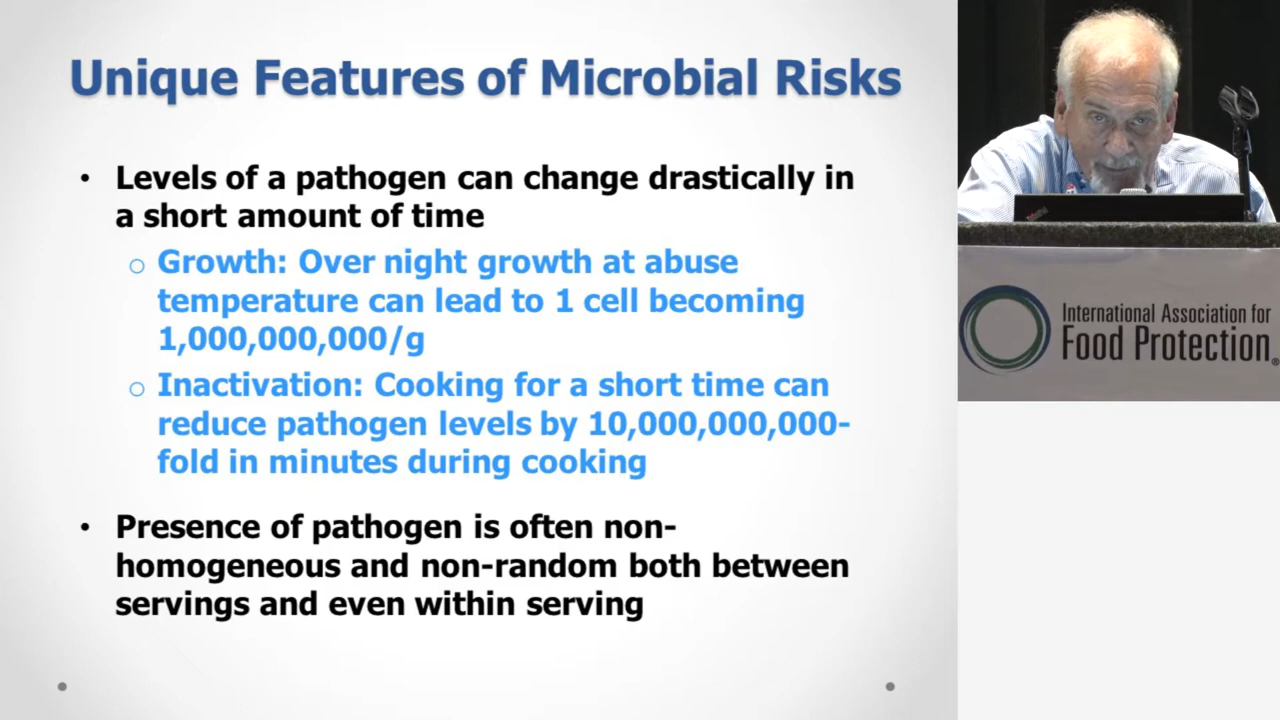 Unique Features of Microbial Risks
• Levels of a pathogen can change drastically in
a short amount of time
o Growth: Over night growth at abuse
temperature can lead to 1 cell becoming
1,000,000,000/g
o Inactivation: Cooking for a short time can
reduce pathogen levels by 10,000,000,000-
fold in minutes during cooking
• Presence of pathogen is often non-
homogeneous and non-random both between
servings and even within serving
International Association for
Food Protection®